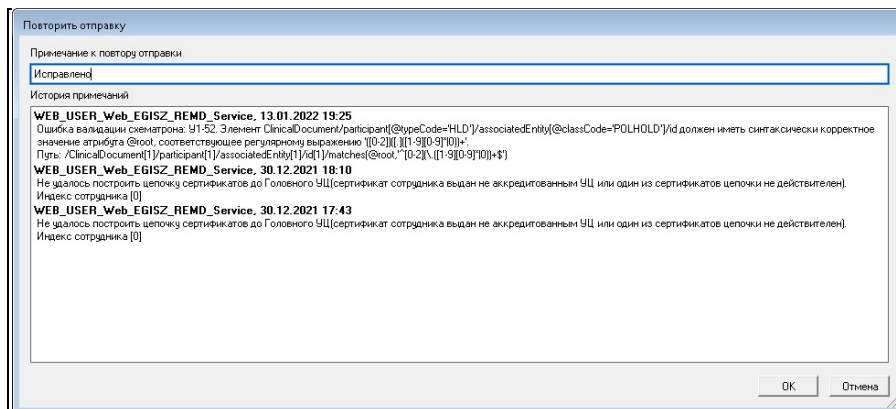 Повторить отправку
Примечание к повтору отправки
Исправлено
История примечаний
WEB_USER_Web_EGISZ_REMD_Service, 13.01.2022 19:25
Ошибка валидации схематрона: У1-52. Элемент ClinicalDocument/participant[@typeCode='HLD']/associatedEntity[@classCode='POLHOLD']/id должен иметь синтаксически корректное
значение атрибута @root, соответствующее регулярному выражению '([0-2])([.]([1-9][0-9]*|0))+'.
Путь: /ClinicalDocument[1]/participant[1]/associatedEntity[1]/id[1]/matches(@root,'^[0-2](\.([1-9][0-9]*|0))+$')
WEB_USER_Web_EGISZ_REMD_Service, 30.12.2021 18:10
Не удалось построить цепочку сертификатов до Головного УЦ(сертификат сотрудника выдан не аккредитованным УЦ или один из сертификатов цепочки не действителен).
Индекс сотрудника [0]
WEB_USER_Web_EGISZ_REMD_Service, 30.12.2021 17:43
Не удалось построить цепочку сертификатов до Головного УЦ(сертификат сотрудника выдан не аккредитованным УЦ или один из сертификатов цепочки не действителен).
Индекс сотрудника [0]
OK
Отмена